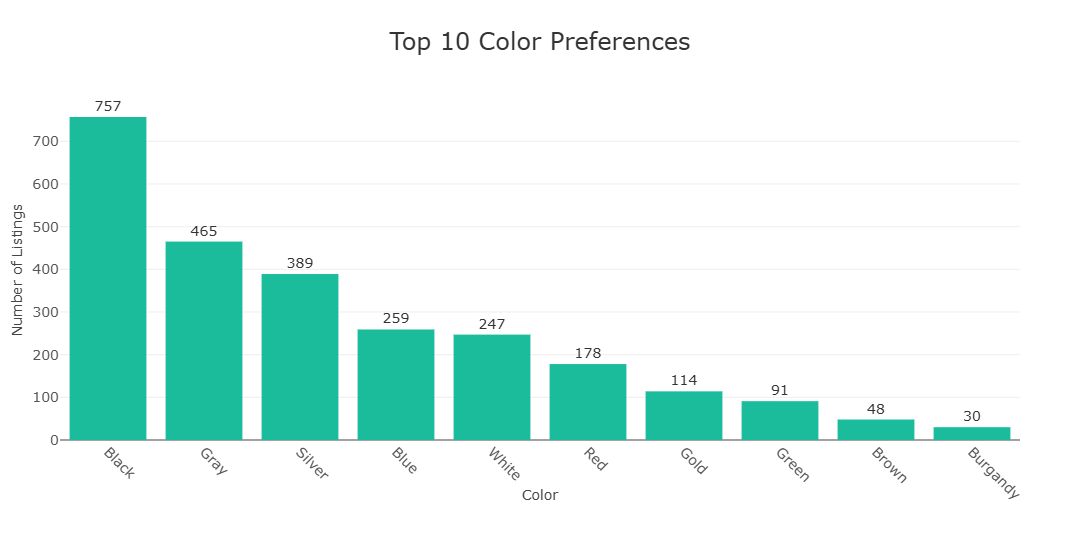 Top 10 Color Preferences
757
465
389
259
247
178
114
91
48
30
700
600
500
400
300
200
100
0
Number of Listings
Black
Gray
Silver
Blue
White
Red
Gold
Green
Brown
Burgandy
Color